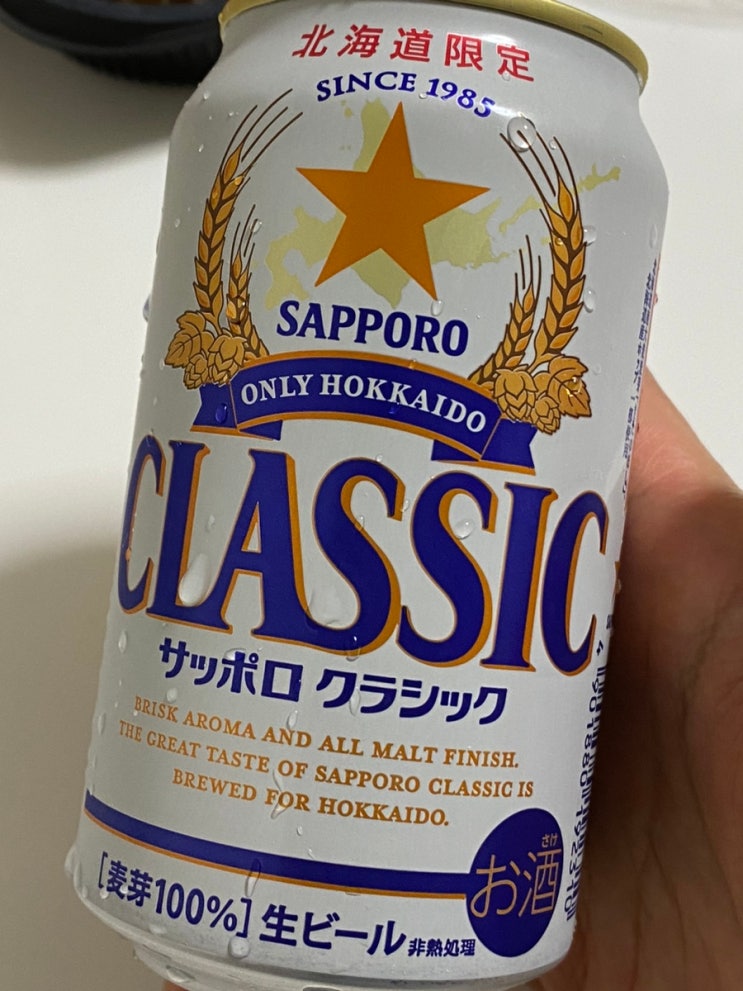 北海道限定
SINCE 1985
SAPPORO
ONLY HOKKAIDO
CLASSIC
サッポロ クラシック
BRISK AROMA AND ALL MALT FINISH.
THE GREAT TASTE OF SAPPORO CLASSIC IS
BREWED FOR HOKKAIDO.
さけ
お酒
[麦芽100%] 生ビール 非熱処理